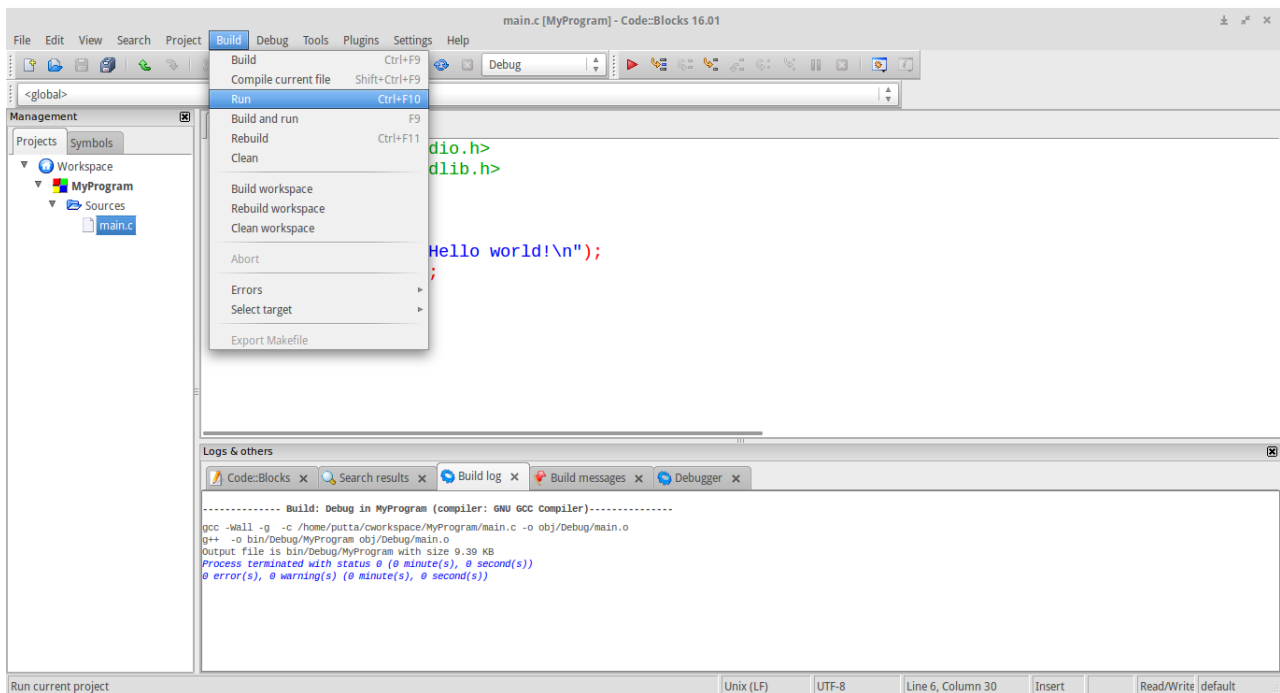 main.c [MyProgram] - Code::Blocks 16.01
File Edit View Search Project Build Debug Tools Plugins Settings Help
Debug
<global>
Build Ctrl+F9
Compile current file Shift+Ctrl+F9
Run Ctrl+F10
Build and run F9
Rebuild Ctrl+F11
Clean
Build workspace
Rebuild workspace
Clean workspace
Abort
Errors
Select target
Export Makefile
Management
Projects Symbols
Workspace
MyProgram
Sources
main.c
dio.h>
dlib.h>
Hello world!\n");
;
Logs & others
Code::Blocks Search results Build log Build messages Debugger
-------------- Build: Debug in MyProgram (compiler: GNU GCC Compiler)---------------
gcc -Wall -g  -c /home/putta/cworkspace/MyProgram/main.c -o obj/Debug/main.o
g++  -o bin/Debug/MyProgram obj/Debug/main.o
Output file is bin/Debug/MyProgram with size 9.39 KB
Process terminated with status 0 (0 minute(s), 0 second(s))
0 error(s), 0 warning(s) (0 minute(s), 0 second(s))
Run current project Unix (LF) UTF-8 Line 6, Column 30 Insert Read/Write default